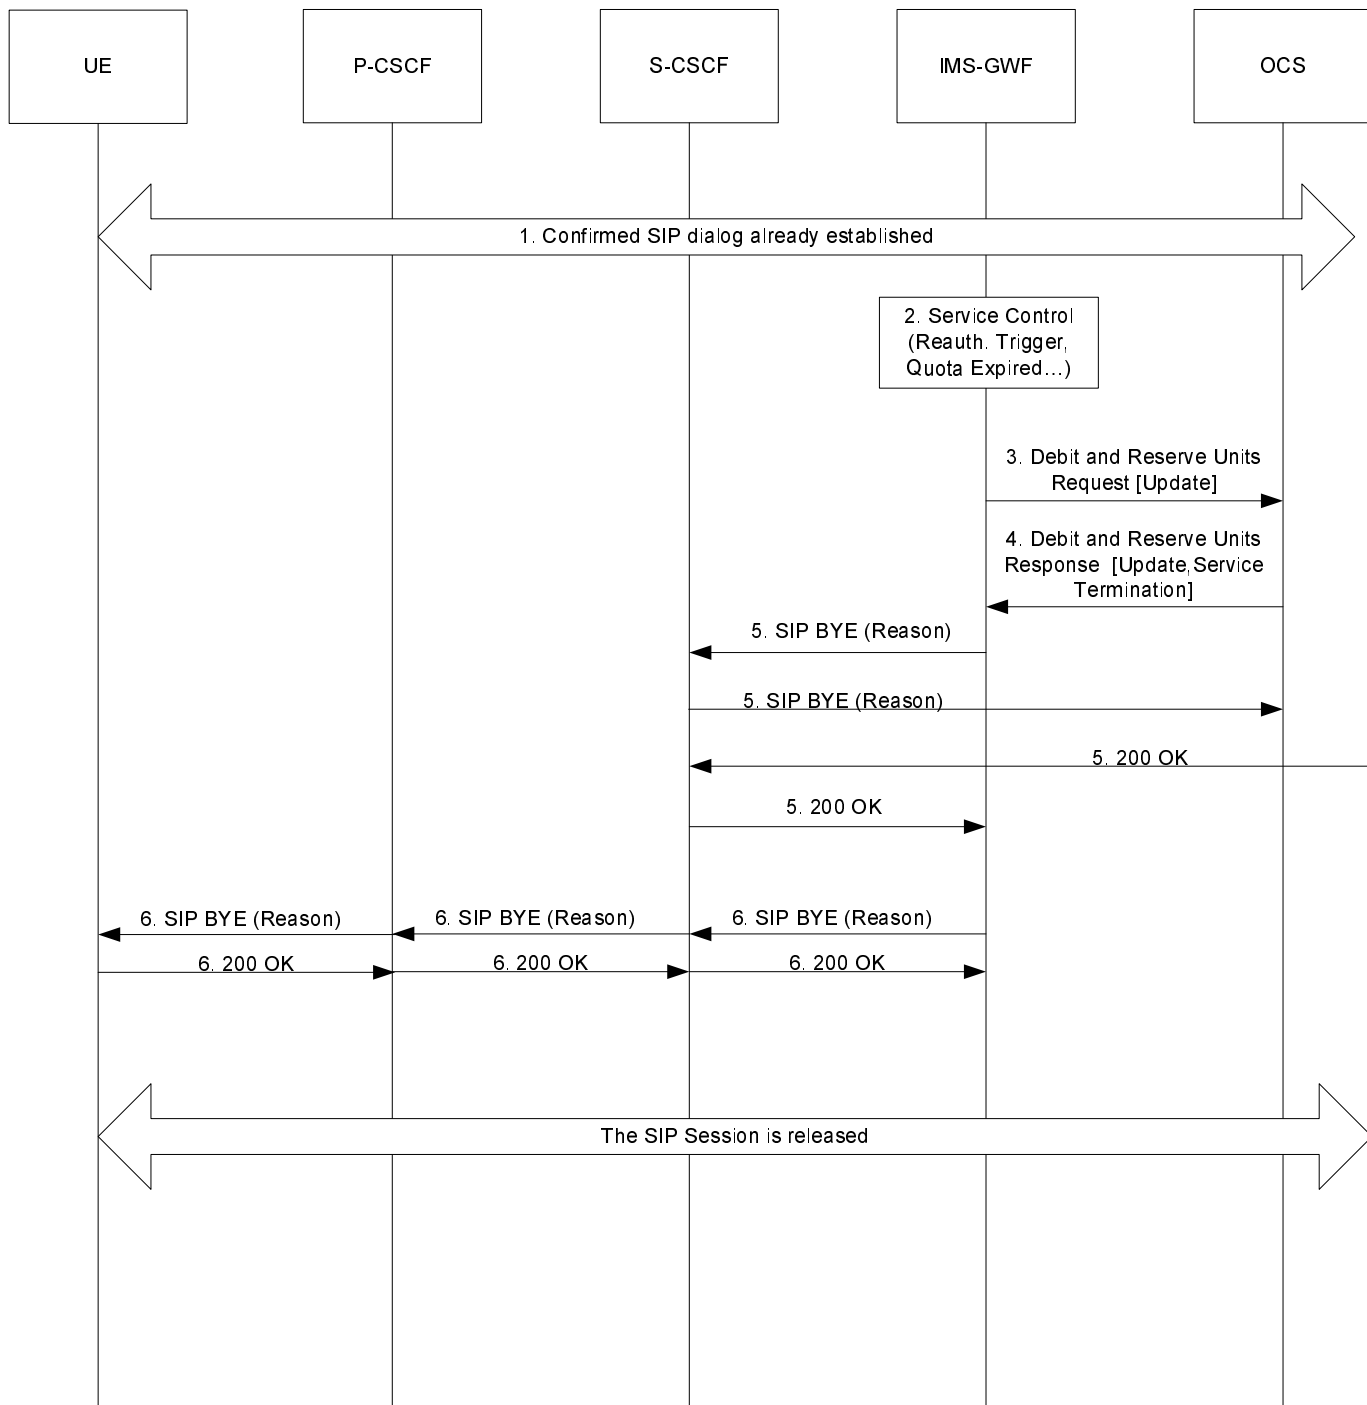 UE
P-CSCF
S-CSCF
IMS-GWF
OCS
1. Confirmed SIP dialog already established
2. Service Control
(Reauth. Trigger,
Quota Expired...)
3. Debit and Reserve Units
Request [Update]
4. Debit and Reserve Units
Response [Update,Service
Termination]
5. SIP BYE (Reason)
5. SIP BYE (Reason)
5. 200 OK
5. 200 OK
6. SIP BYE (Reason)
6. SIP BYE (Reason)
6. SIP BYE (Reason)
6. 200 OK
6. 200 OK
6. 200 OK
The SIP Session is released